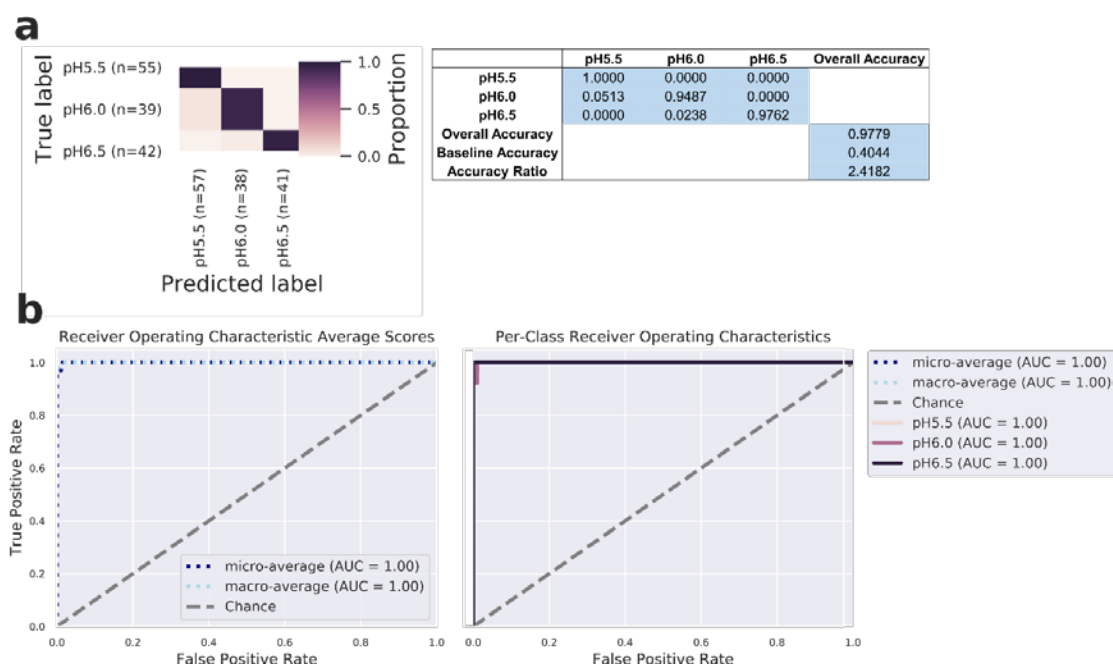 a
True label
pH5.5 (n=55)
pH6.0 (n=39)
pH6.5 (n=42)
1.0
0.5
0.0
Proportion
pH5.5 (n=57)
pH6.0 (n=38)
pH6.5 (n=41)
Predicted label
pH5.5 pH6.0 pH6.5 Overall Accuracy
pH5.5 1.0000 0.0000 0.0000
pH6.0 0.0513 0.9487 0.0000
pH6.5 0.0000 0.0238 0.9762
Overall Accuracy 0.9779
Baseline Accuracy 0.4044
Accuracy Ratio 2.4182
b
Receiver Operating Characteristic Average Scores
True Positive Rate
1.0
0.8
0.6
0.4
0.2
0.0
micro-average (AUC = 1.00)
macro-average (AUC = 1.00)
Chance
0.0 0.2 0.4 0.6 0.8 1.0
False Positive Rate
Per-Class Receiver Operating Characteristics
0.0 0.2 0.4 0.6 0.8 1.0
False Positive Rate
micro-average (AUC = 1.00)
macro-average (AUC = 1.00)
Chance
pH5.5 (AUC = 1.00)
pH6.0 (AUC = 1.00)
pH6.5 (AUC = 1.00)